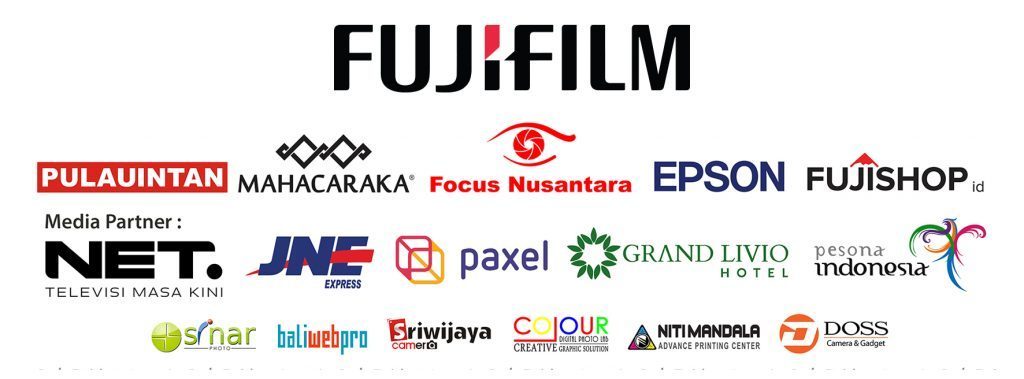 FUJIFILM
PULAUINTAN
MAHACARAKA®
Focus Nusantara
EPSON
FUJISHOP id
Media Partner :
NET.
TELEVISI MASA KINI
JNE
EXPRESS
paxel
GRAND LIVIO
HOTEL
pesona
indonesia
sinar
PHOTO
baliwebpro
Sriwijaya
camera
COLOUR
DIGITAL PHOTO LAB
CREATIVE GRAPHIC SOLUTION
NITIMANDALA
ADVANCE PRINTING CENTER
DOSS
Camera & Gadget